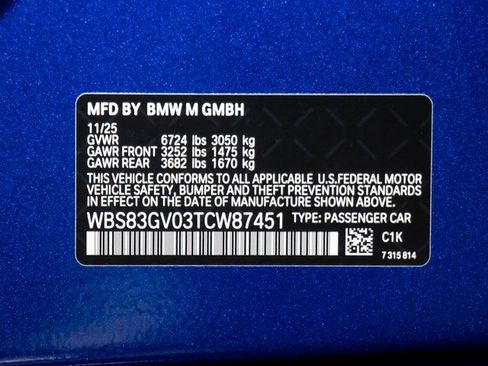 MFD BY BMW M GMBH
11/25
GVWR 6724 lbs 3050 kg
GAWR FRONT 3252 lbs 1475 kg
GAWR REAR 3682 lbs 1670 kg
THIS VEHICLE CONFORMS TO ALL APPLICABLE U.S.FEDERAL MOTOR
VEHICLE SAFETY, BUMPER AND THEFT PREVENTION STANDARDS
IN EFFECT ON THE DATE OF MANUFACTURE SHOWN ABOVE.
WBS83GV03TCW87451 TYPE: PASSENGER CAR
C1K
7 315 814